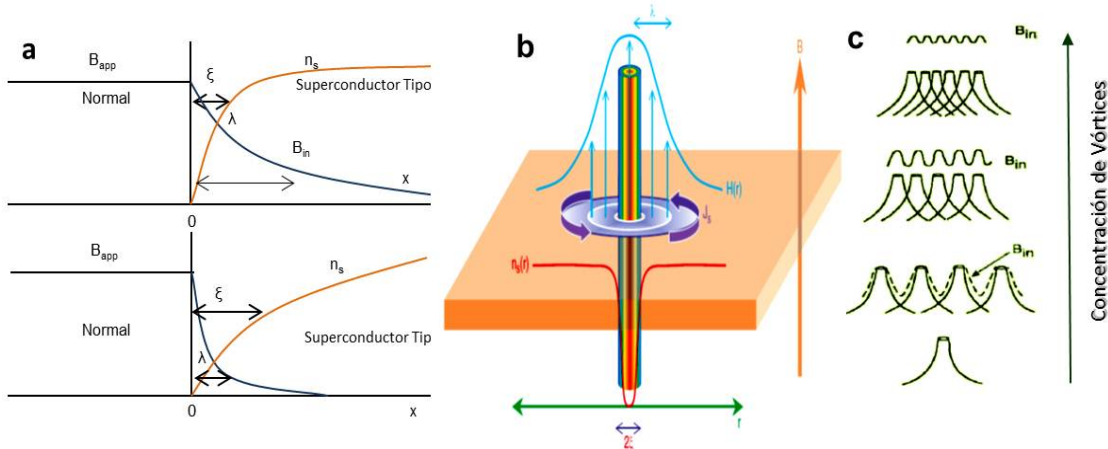 a
B_app
Normal
ξ
n_s
Superconductor Tipo
λ
B_in
x
0
B_app
Normal
ξ
n_s
Superconductor Tip
λ
0
x
b
λ
B
H(r)
J_s
n_s(r)
r
2ξ
c
B_in
B_in
B_in
Concentración de Vórtices